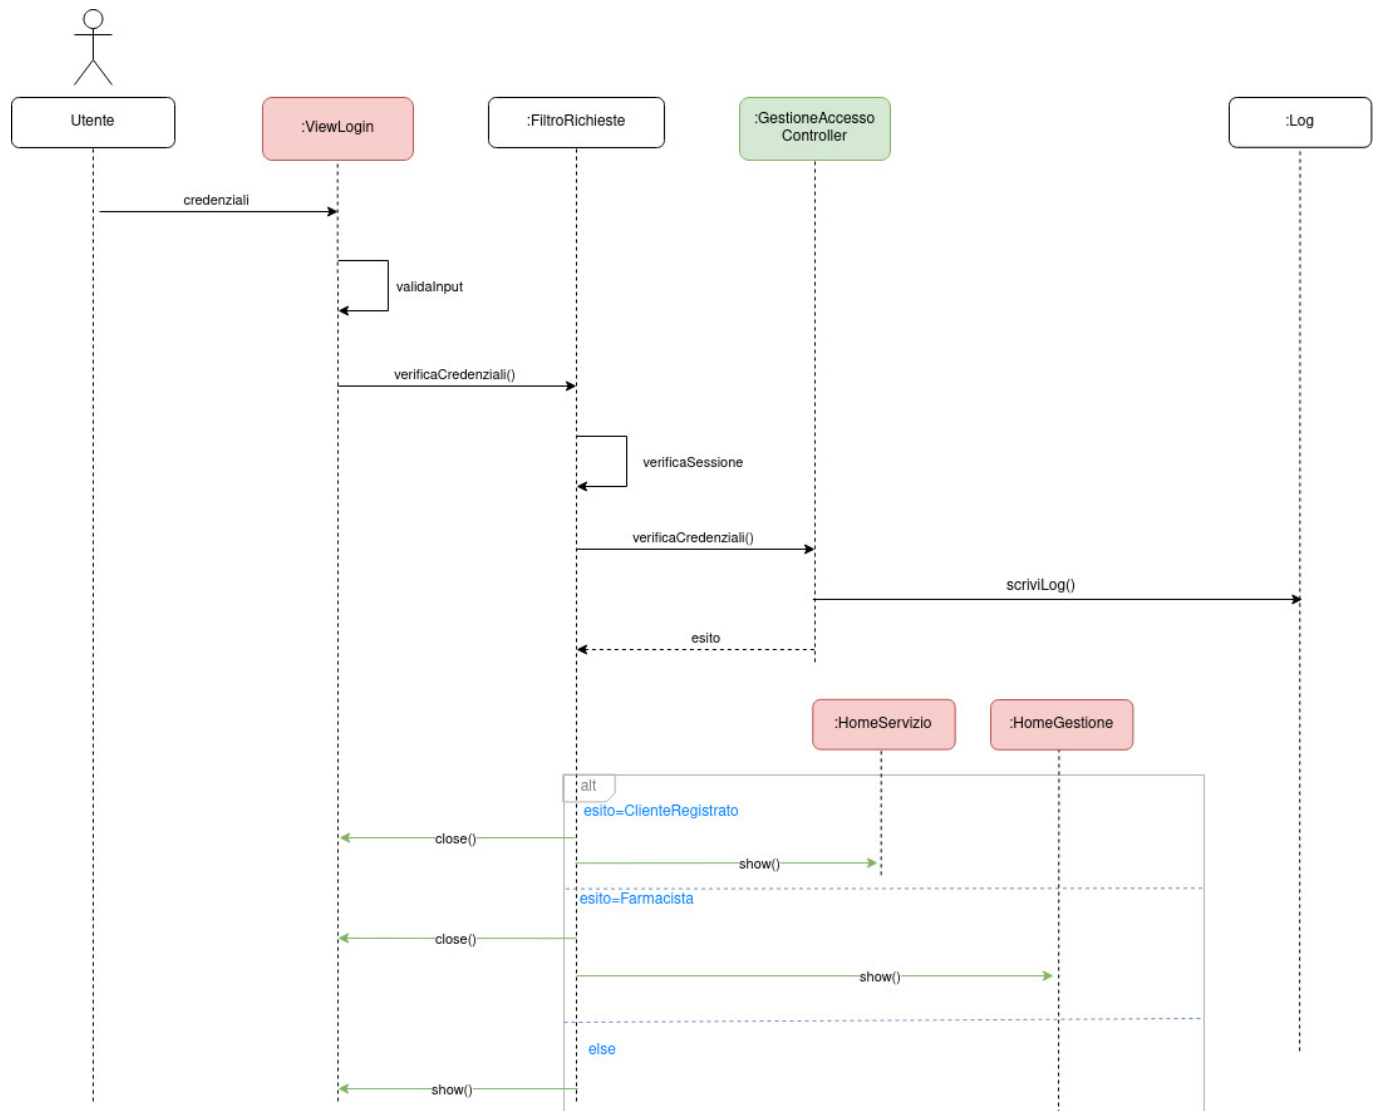 Utente
:ViewLogin
:FiltroRichieste
:GestioneAccesso
Controller
:Log
credenziali
validaInput
verificaCredenziali()
verificaSessione
verificaCredenziali()
scriviLog()
esito
:HomeServizio
:HomeGestione
alt
esito=ClienteRegistrato
close()
show()
esito=Farmacista
close()
show()
else
show()